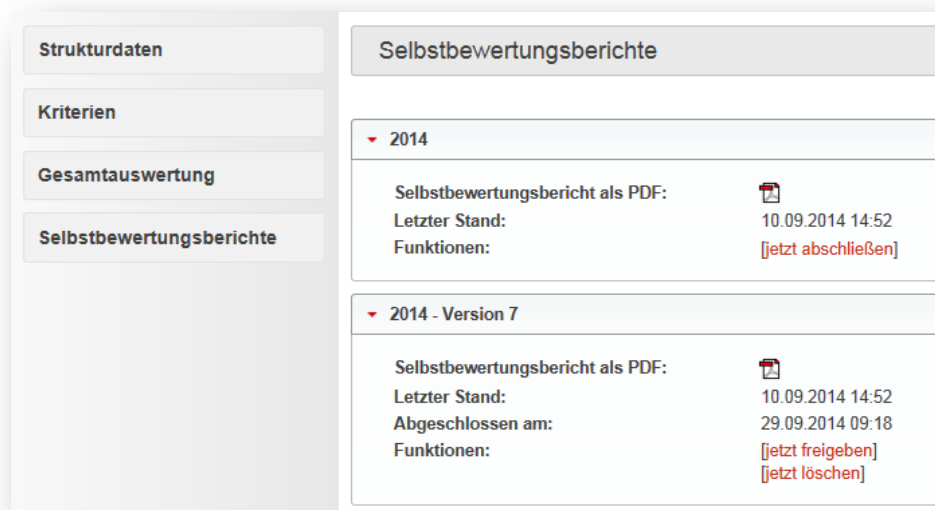 Strukturdaten
Kriterien
Gesamtauswertung
Selbstbewertungsberichte
Selbstbewertungsberichte
2014
Selbstbewertungsbericht als PDF:
Letzter Stand: 10.09.2014 14:52
Funktionen: [jetzt abschließen]
2014 - Version 7
Selbstbewertungsbericht als PDF:
Letzter Stand: 10.09.2014 14:52
Abgeschlossen am: 29.09.2014 09:18
Funktionen: [jetzt freigeben]
[jetzt löschen]